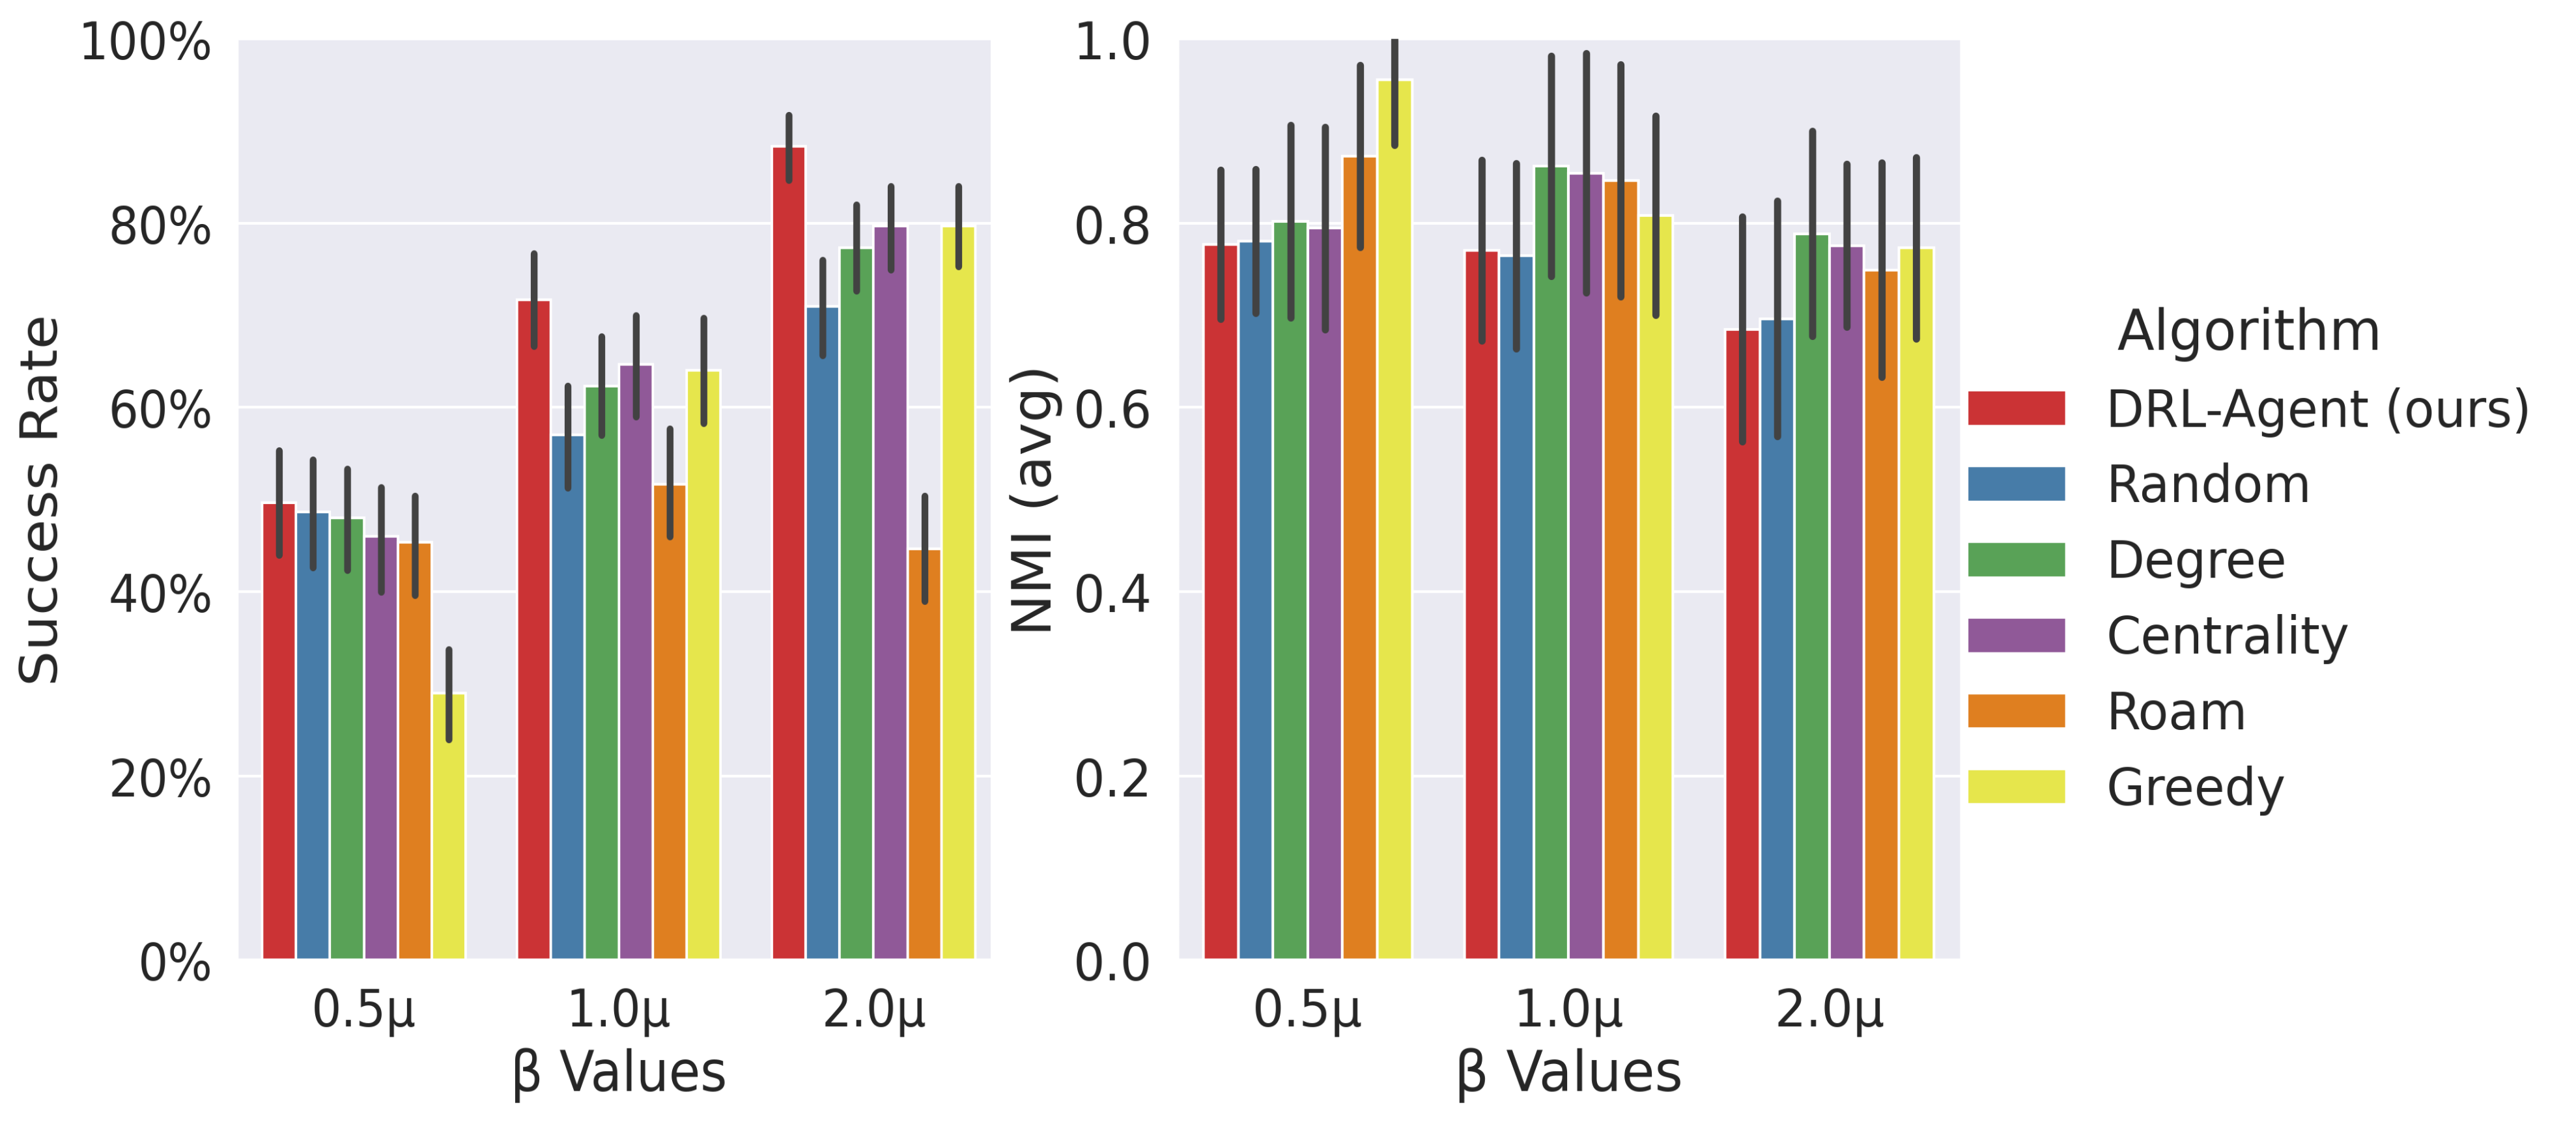 100%
80%
60%
40%
20%
0%
Success Rate
0.5μ 1.0μ 2.0μ
β Values
1.0
0.8
0.6
0.4
0.2
0.0
NMI (avg)
0.5μ 1.0μ 2.0μ
β Values
Algorithm
DRL-Agent (ours)
Random
Degree
Centrality
Roam
Greedy